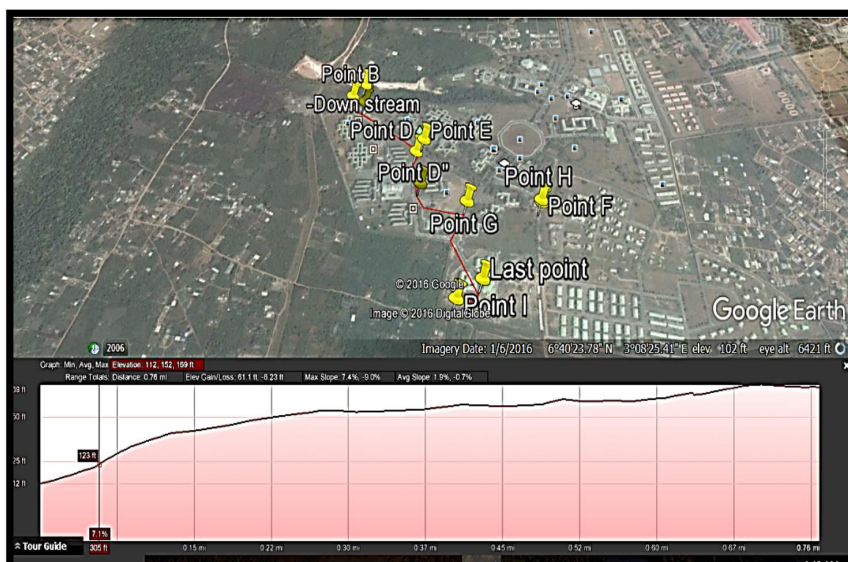 Point B
-Down stream
Point D
Point E
Point D"
Point H
Point F
Point G
Last point
© 2016 Google
Point I
Image © 2016 DigitalGlobe
Google Earth
2006
Imagery Date: 1/6/2016 6°40'23.78" N 3°08'25.41" E elev 102 ft eye alt 6421 ft
Graph: Min, Avg, Max Elevation: 112, 152, 169 ft
Range Totals: Distance: 0.76 mi Elev Gain/Loss: 61.1 ft, -6.23 ft Max Slope: 7.4%, -9.0% Avg Slope: 1.9%, -0.7%
123 ft
25 ft
12 ft
7.1%
Tour Guide
305 ft
0.15 mi
0.22 mi
0.30 mi
0.37 mi
0.45 mi
0.52 mi
0.60 mi
0.67 mi
0.76 mi